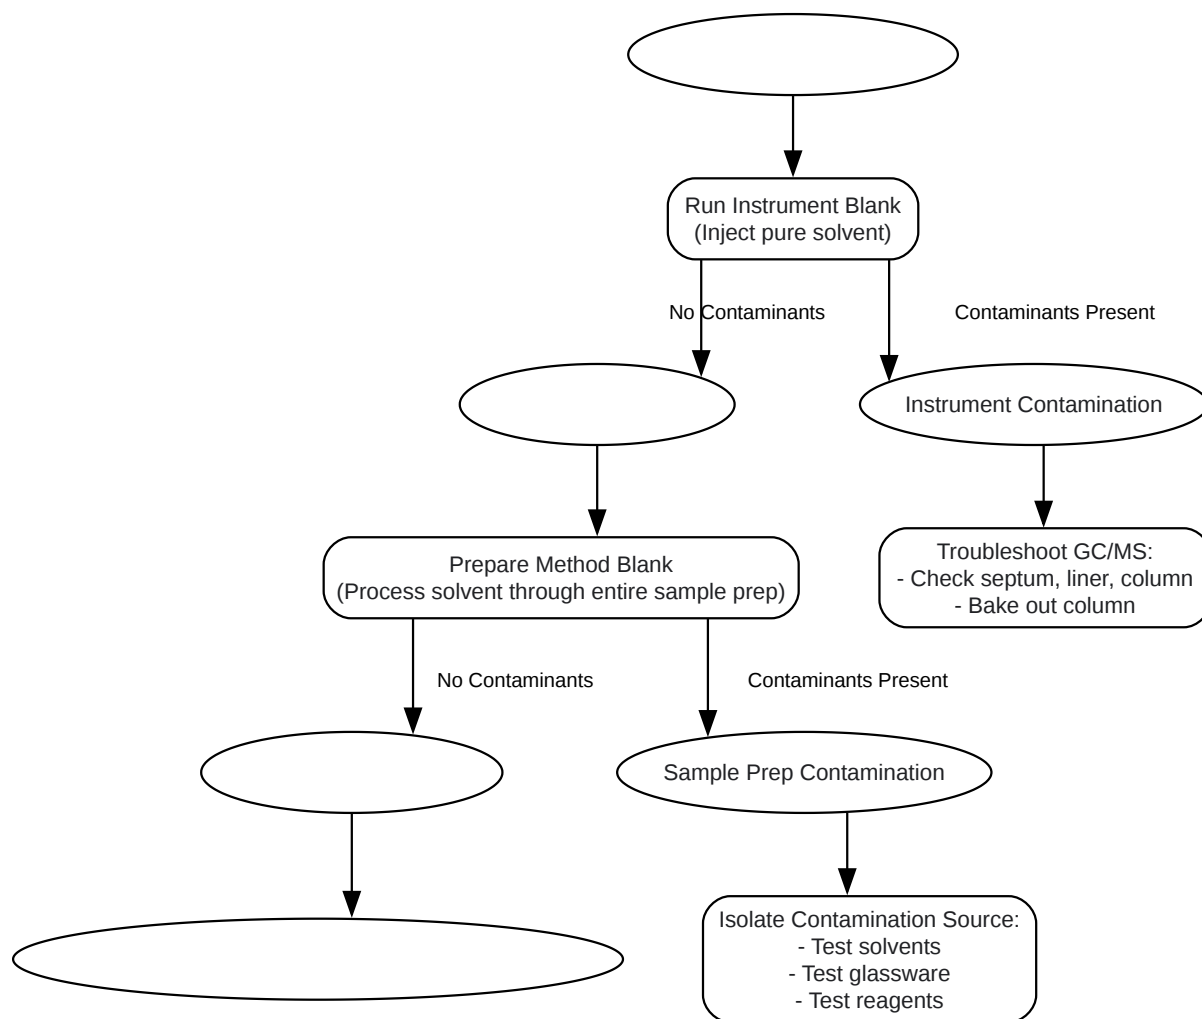 Run Instrument Blank
(Inject pure solvent)
No Contaminants
Contaminants Present
Instrument Contamination
Troubleshoot GC/MS:
- Check septum, liner, column
- Bake out column
Prepare Method Blank
(Process solvent through entire sample prep)
No Contaminants
Contaminants Present
Sample Prep Contamination
Isolate Contamination Source:
- Test solvents
- Test glassware
- Test reagents